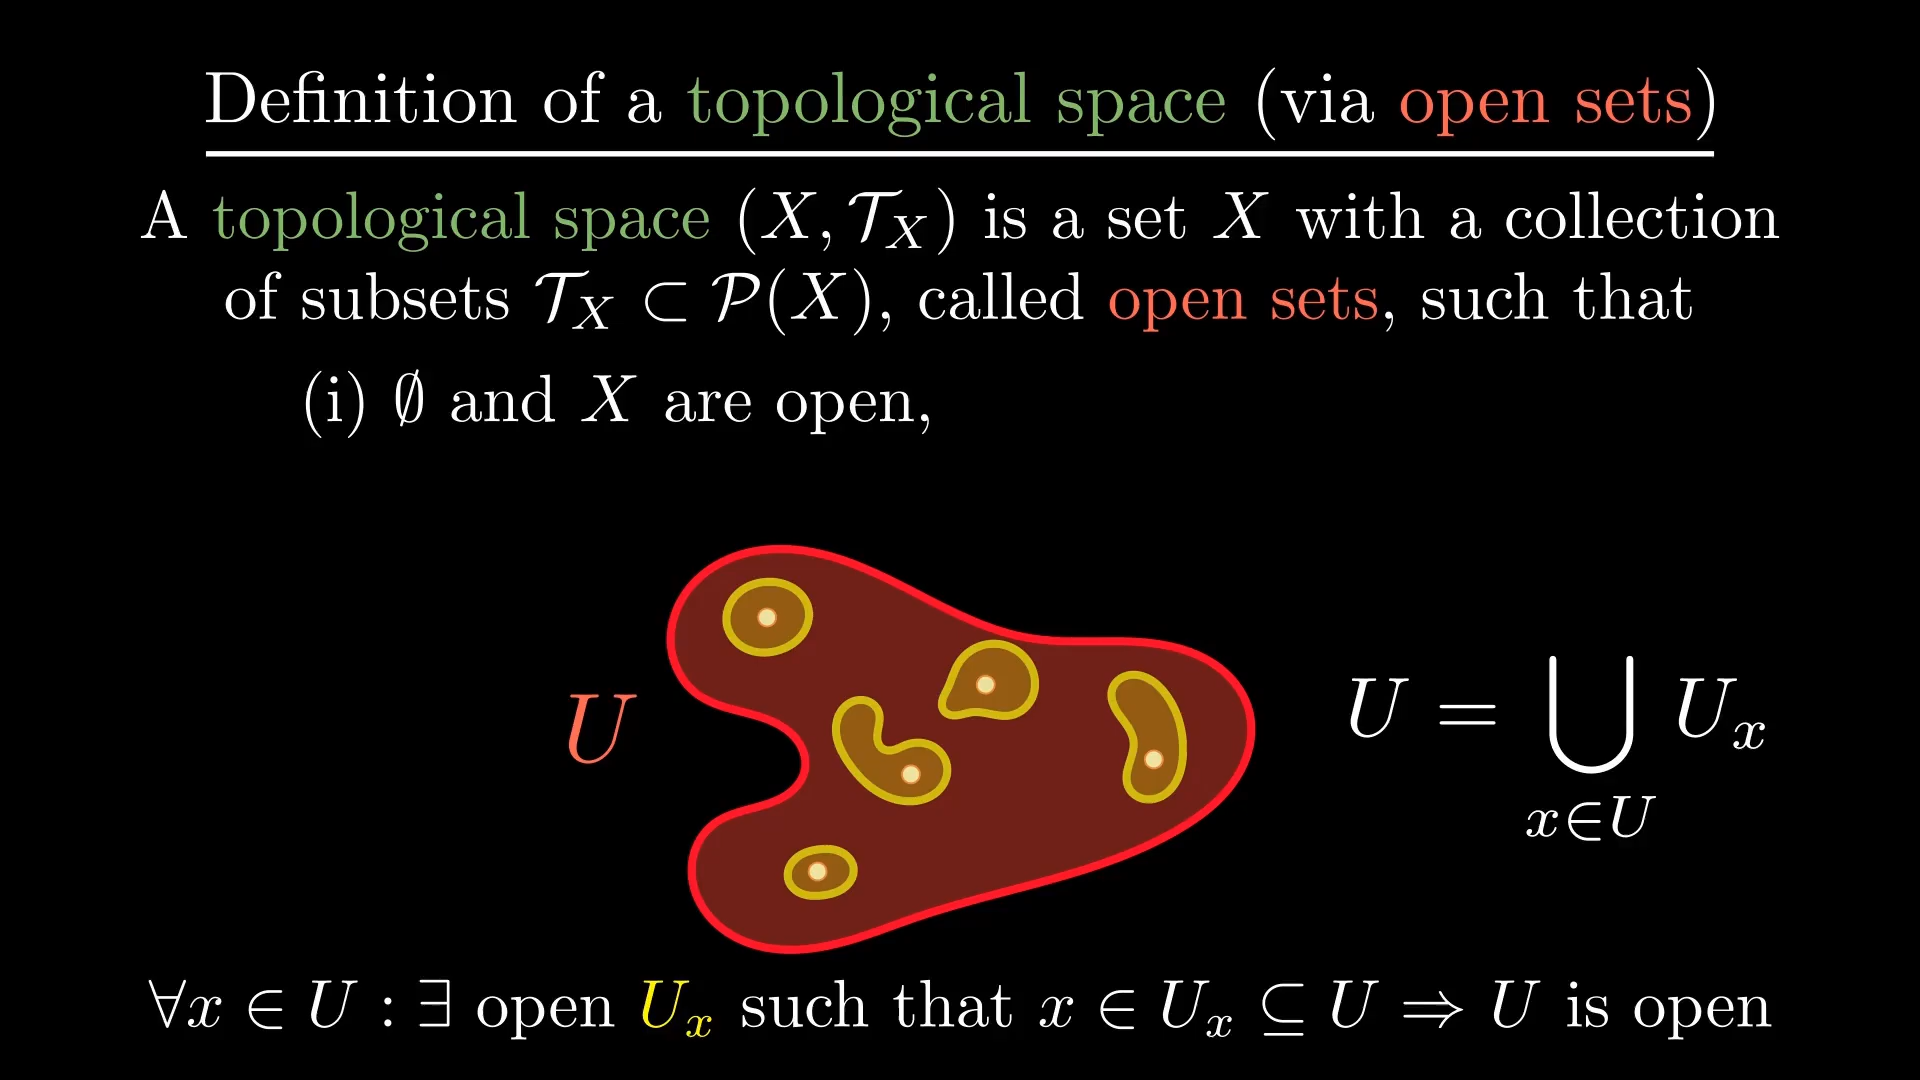 Definition of a topological space (via open sets)
A topological space (X, 𝒯_X) is a set X with a collection
of subsets 𝒯_X ⊂ 𝒫(X), called open sets, such that
(i) ∅ and X are open,
U
U = ⋃_{x∈U} U_x
∀x ∈ U : ∃ open U_x such that x ∈ U_x ⊆ U ⇒ U is open